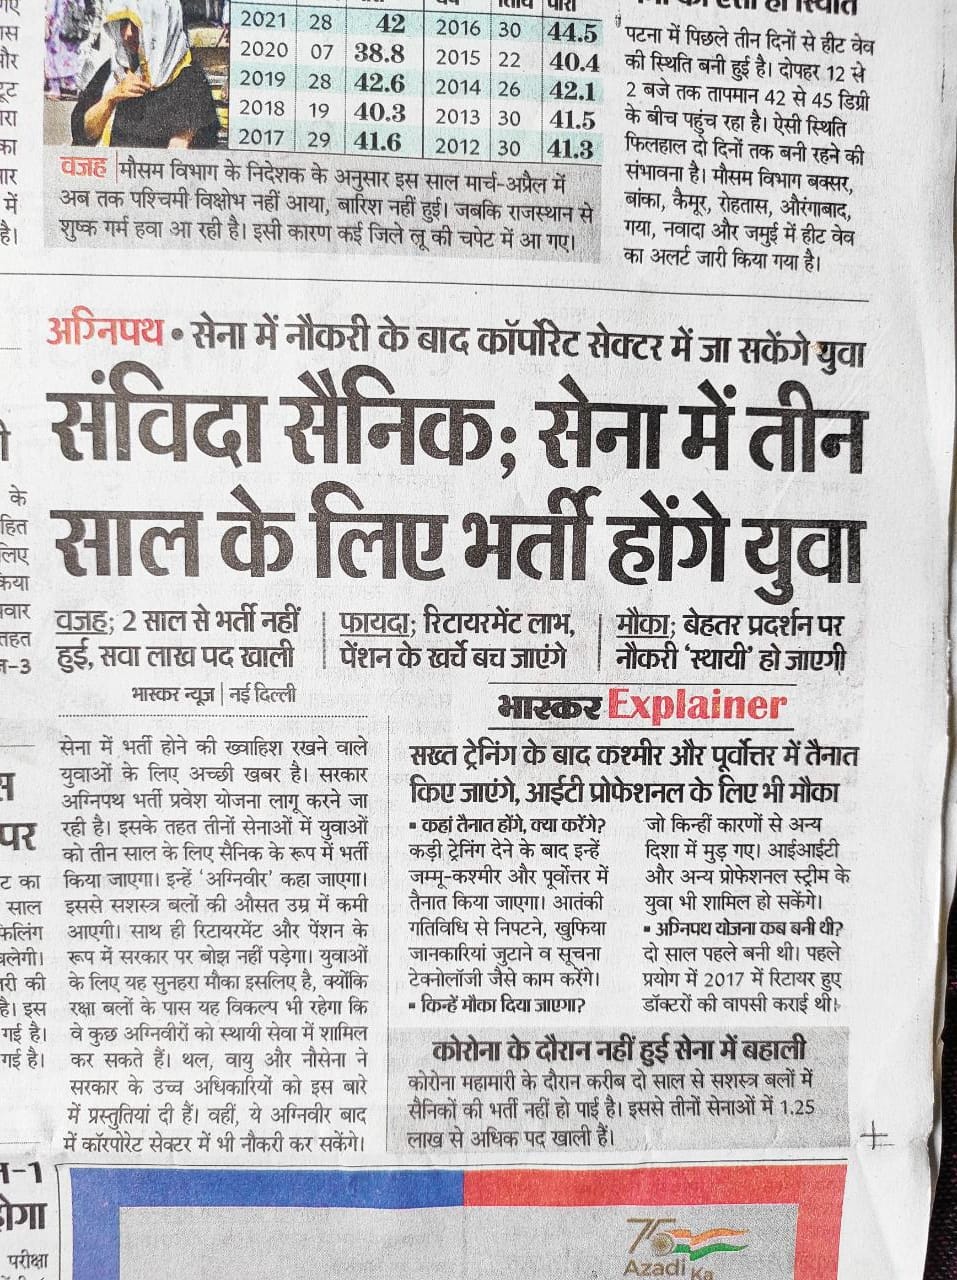 2021 28 42 2016 30 44.5
2020 07 38.8 2015 22 40.4
2019 28 42.6 2014 26 42.1
2018 19 40.3 2013 30 41.5
2017 29 41.6 2012 30 41.3
वजह मौसम विभाग के निदेशक के अनुसार इस साल मार्च-अप्रैल में
अब तक पश्चिमी विक्षोभ नहीं आया, बारिश नहीं हुई। जबकि राजस्थान से
शुष्क गर्म हवा आ रही है। इसी कारण कई जिले लू की चपेट में आ गए।
पटना में पिछले तीन दिनों से हीट वेव
की स्थिति बनी हुई है। दोपहर 12 से
2 बजे तक तापमान 42 से 45 डिग्री
के बीच पहुंच रहा है। ऐसी स्थिति
फिलहाल दो दिनों तक बनी रहने की
संभावना है। मौसम विभाग बक्सर,
बांका, कैमूर, रोहतास, औरंगाबाद,
गया, नवादा और जमुई में हीट वेव
का अलर्ट जारी किया गया है।
अग्निपथ • सेना में नौकरी के बाद कॉर्पोरेट सेक्टर में जा सकेंगे युवा
संविदा सैनिक; सेना में तीन
साल के लिए भर्ती होंगे युवा
वजह; 2 साल से भर्ती नहीं
हुई, सवा लाख पद खाली
फायदा; रिटायरमेंट लाभ,
पेंशन के खर्चे बच जाएंगे
मौका; बेहतर प्रदर्शन पर
नौकरी 'स्थायी' हो जाएगी
भास्कर न्यूज | नई दिल्ली
सेना में भर्ती होने की ख्वाहिश रखने वाले
युवाओं के लिए अच्छी खबर है। सरकार
अग्निपथ भर्ती प्रवेश योजना लागू करने जा
रही है। इसके तहत तीनों सेनाओं में युवाओं
को तीन साल के लिए सैनिक के रूप में भर्ती
किया जाएगा। इन्हें 'अग्निवीर' कहा जाएगा।
इससे सशस्त्र बलों की औसत उम्र में कमी
आएगी। साथ ही रिटायरमेंट और पेंशन के
रूप में सरकार पर बोझ नहीं पड़ेगा। युवाओं
के लिए यह सुनहरा मौका इसलिए है, क्योंकि
रक्षा बलों के पास यह विकल्प भी रहेगा कि
वे कुछ अग्निवीरों को स्थायी सेवा में शामिल
कर सकते हैं। थल, वायु और नौसेना ने
सरकार के उच्च अधिकारियों को इस बारे
में प्रस्तुतियां दी हैं। वहीं, ये अग्निवीर बाद
में कॉरपोरेट सेक्टर में भी नौकरी कर सकेंगे।
भास्कर Explainer
सख्त ट्रेनिंग के बाद कश्मीर और पूर्वोत्तर में तैनात
किए जाएंगे, आईटी प्रोफेशनल के लिए भी मौका
▪ कहां तैनात होंगे, क्या करेंगे?
कड़ी ट्रेनिंग देने के बाद इन्हें
जम्मू-कश्मीर और पूर्वोत्तर में
तैनात किया जाएगा। आतंकी
गतिविधि से निपटने, खुफिया
जानकारियां जुटाने व सूचना
टेक्नोलॉजी जैसे काम करेंगे।
▪ किन्हें मौका दिया जाएगा?
जो किन्हीं कारणों से अन्य
दिशा में मुड़ गए। आईआईटी
और अन्य प्रोफेशनल स्ट्रीम के
युवा भी शामिल हो सकेंगे।
▪ अग्निपथ योजना कब बनी थी?
दो साल पहले बनी थी। पहले
प्रयोग में 2017 में रिटायर हुए
डॉक्टरों की वापसी कराई थी।
कोरोना के दौरान नहीं हुई सेना में बहाली
कोरोना महामारी के दौरान करीब दो साल से सशस्त्र बलों में
सैनिकों की भर्ती नहीं हो पाई है। इससे तीनों सेनाओं में 1.25
लाख से अधिक पद खाली हैं।
75
Azadi Ka
परीक्षा